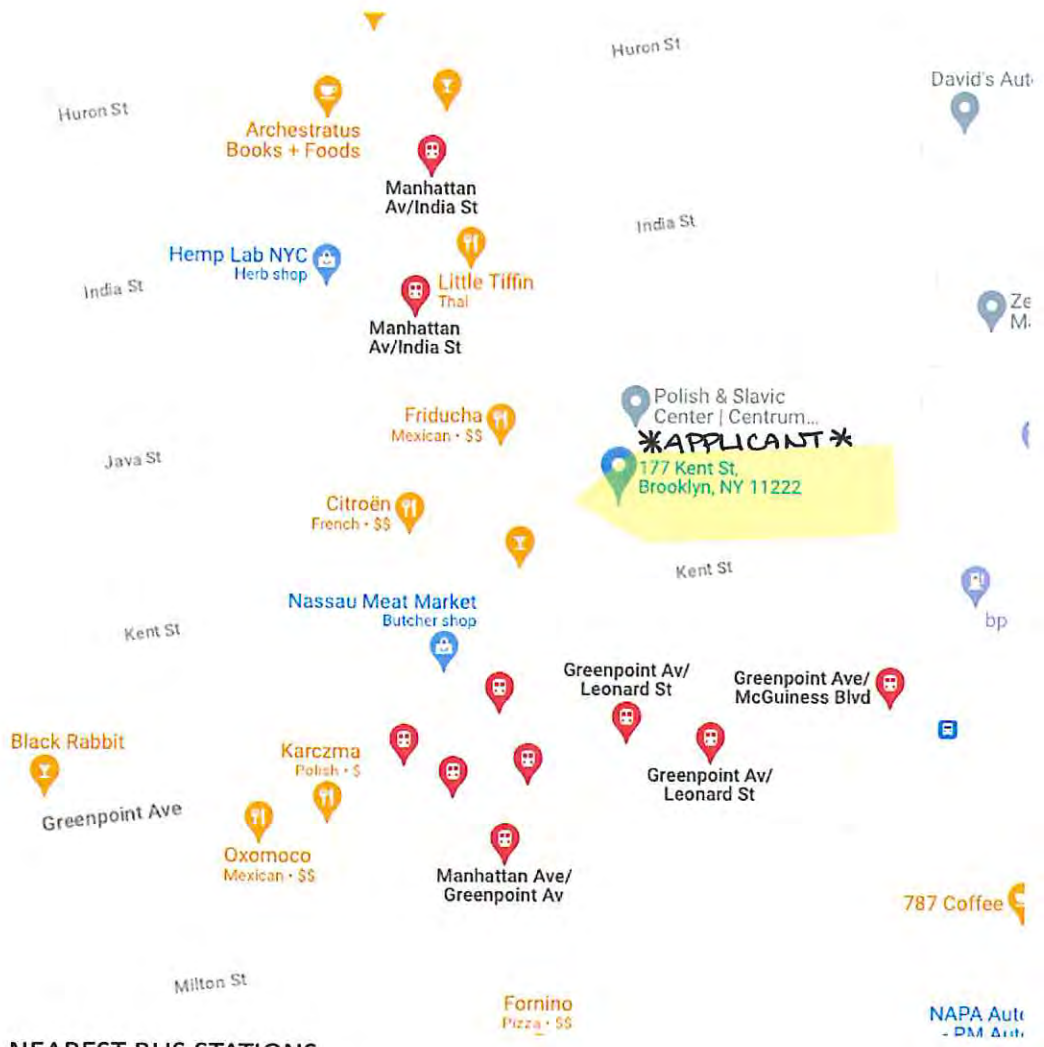 Huron St
Huron St
David's Aut
Archestratus
Books + Foods
Manhattan
Av/India St
India St
Hemp Lab NYC
Herb shop
Little Tiffin
Thai
India St
Manhattan
Av/India St
Polish & Slavic
Center | Centrum...
*APPLICANT*
177 Kent St,
Brooklyn, NY 11222
Friducha
Mexican • $$
Java St
Citroën
French • $$
Kent St
Nassau Meat Market
Butcher shop
Kent St
bp
Greenpoint Av/
Leonard St
Greenpoint Ave/
McGuiness Blvd
Black Rabbit
Karczma
Polish • $
Greenpoint Av/
Leonard St
Greenpoint Ave
Oxomoco
Mexican • $$
Manhattan Ave/
Greenpoint Av
787 Coffee
Milton St
Fornino
Pizza • $$
NAPA Aut
- PM Aut
NEAREST BUS STATIONS